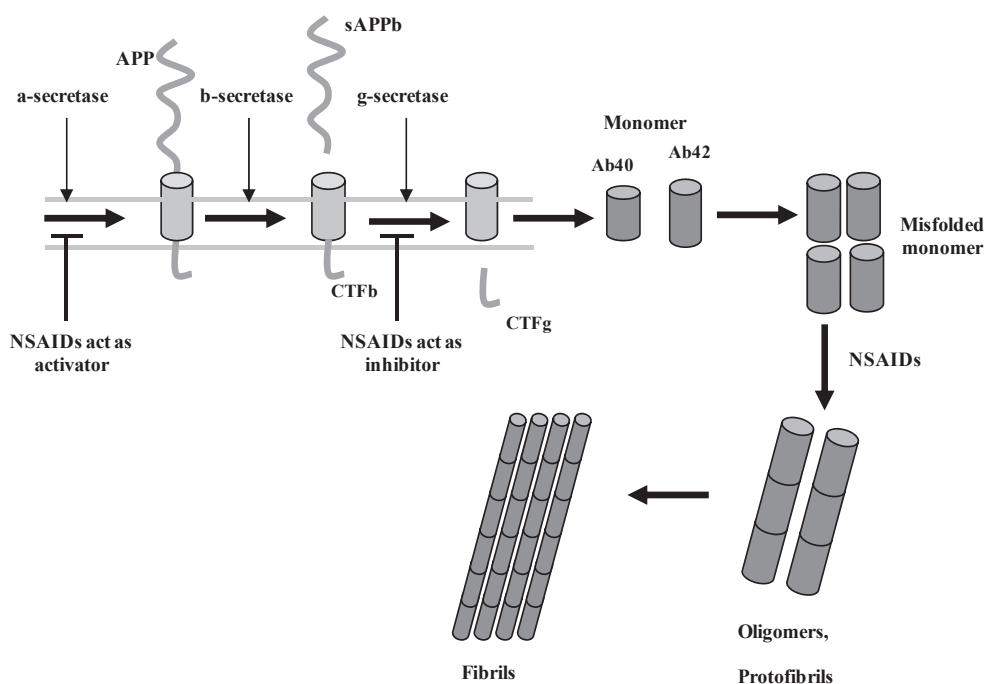 sAPPb
APP
a-secretase
b-secretase
g-secretase
Monomer
Ab40
Ab42
Misfolded
monomer
CTFb
CTFg
NSAIDs act as
activator
NSAIDs act as
inhibitor
NSAIDs
Oligomers,
Protofibrils
Fibrils